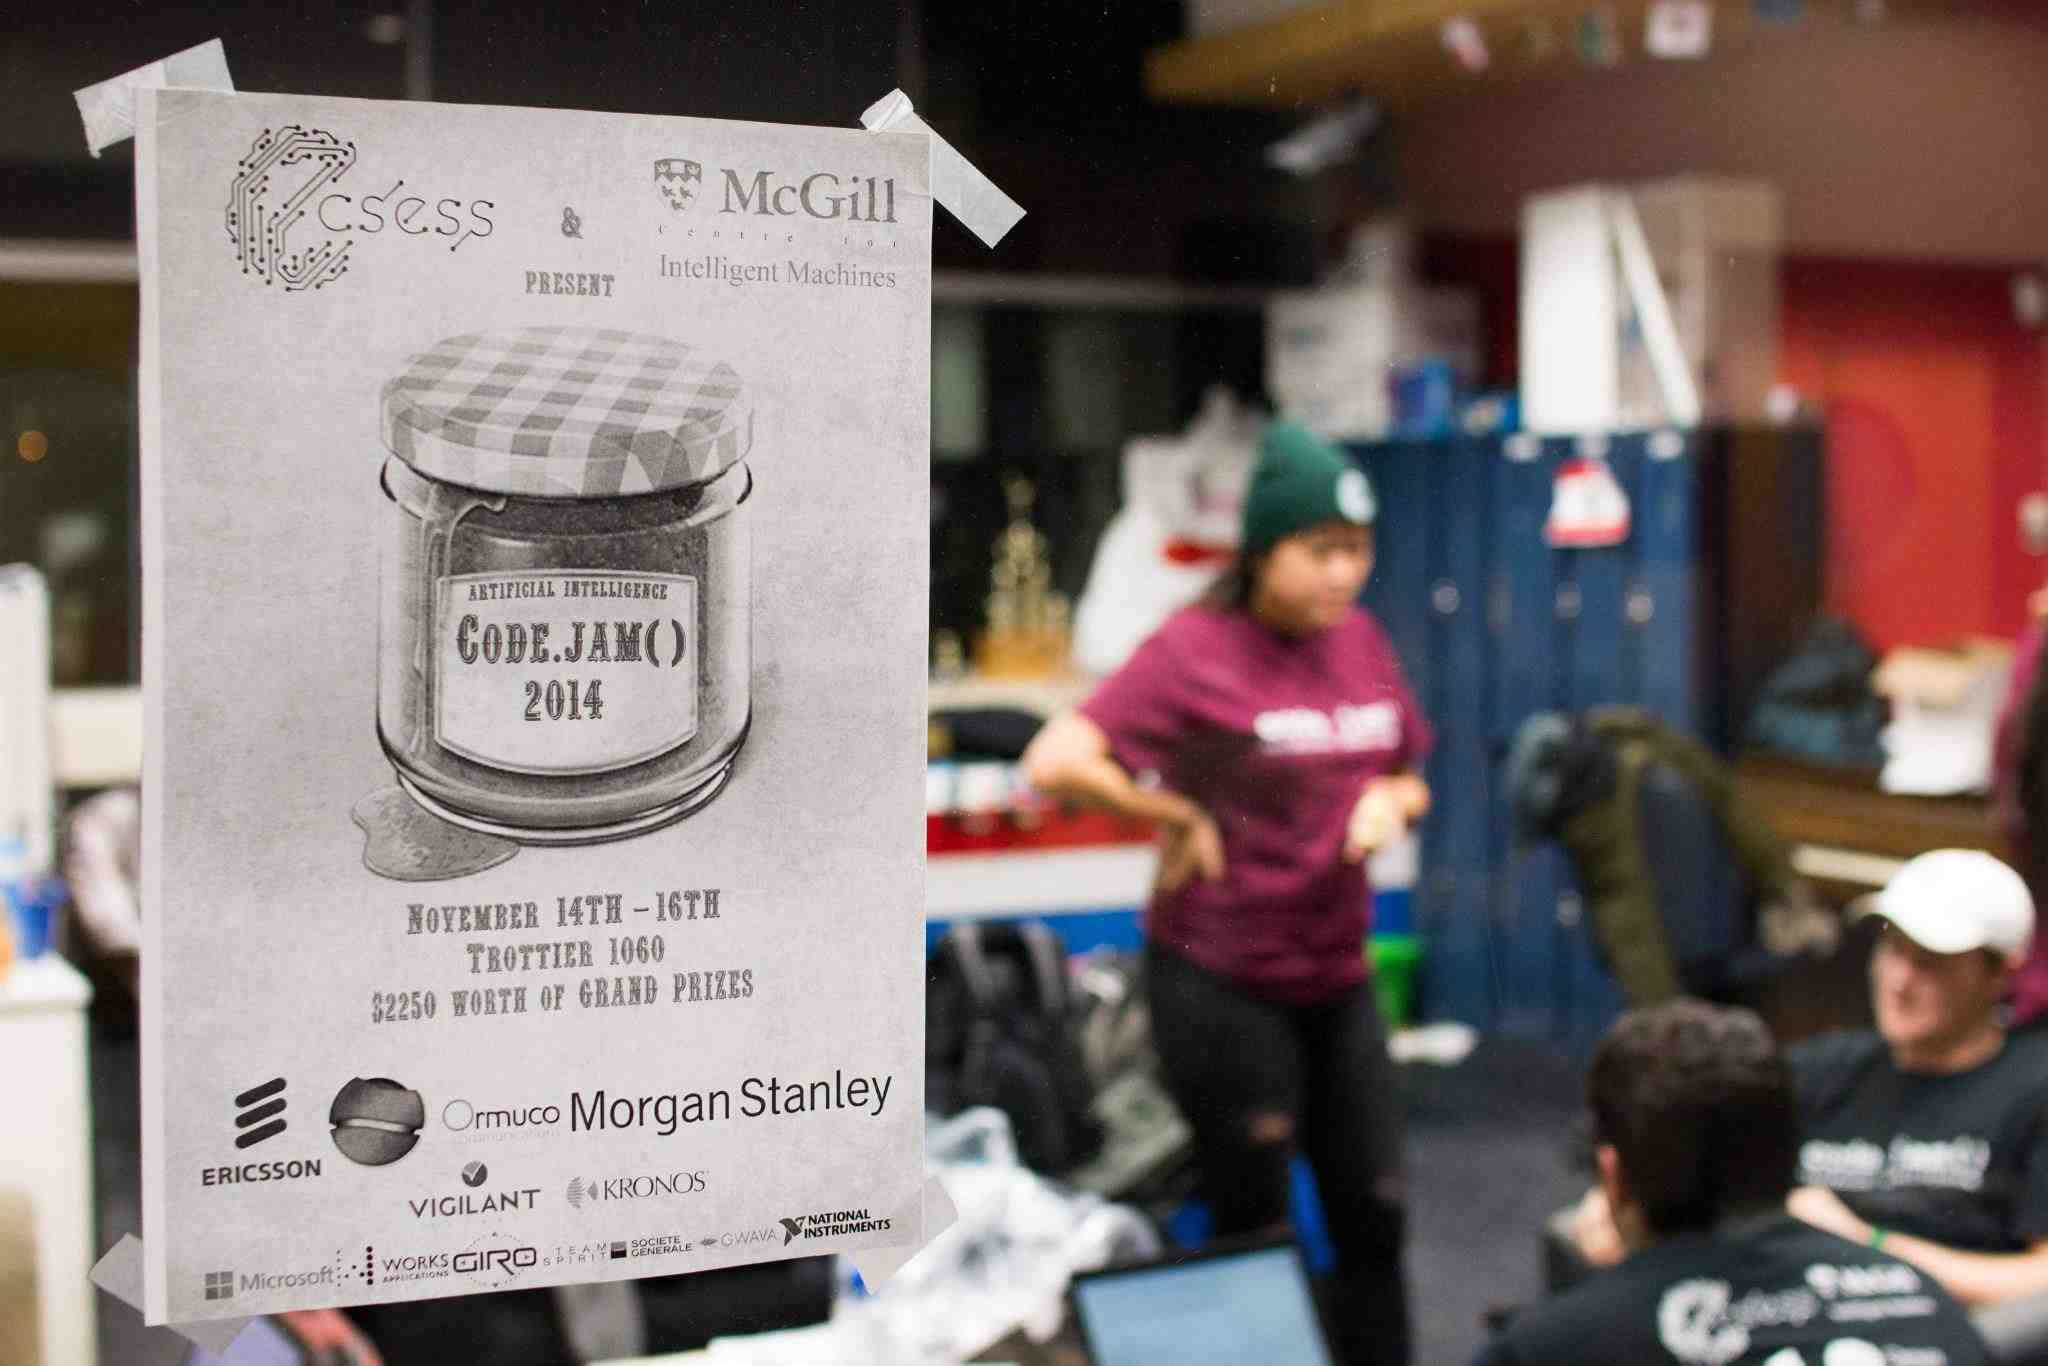 csess
&
McGill
Centre for
Intelligent Machines
PRESENT
ARTIFICIAL INTELLIGENCE
CODE.JAM()
2014
NOVEMBER 14TH – 16TH
TROTTIER 1060
$2250 WORTH OF GRAND PRIZES
ERICSSON
Ormuco
communications
Morgan Stanley
VIGILANT
KRONOS
Microsoft
WORKS
APPLICATIONS
GIRO
TEAM
SPIRIT
SOCIETE
GENERALE
GWAVA
NATIONAL
INSTRUMENTS